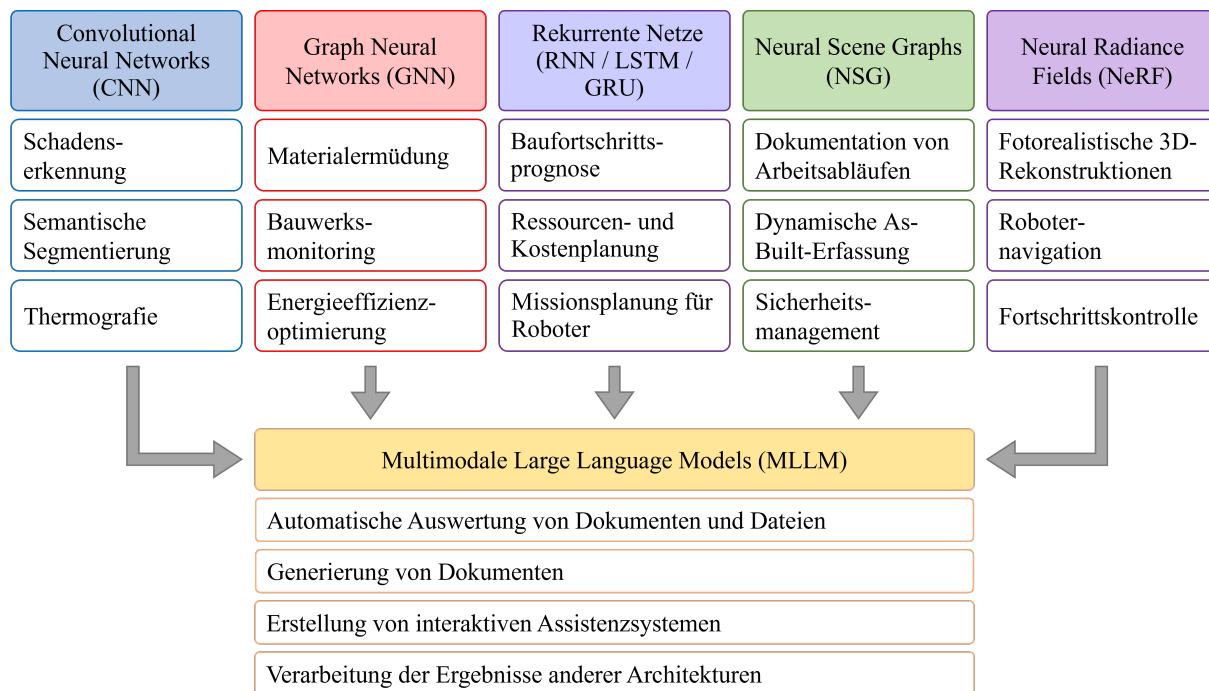 Convolutional
Neural Networks
(CNN)
Schadens-
erkennung
Semantische
Segmentierung
Thermografie
Graph Neural
Networks (GNN)
Materialermüdung
Bauwerks-
monitoring
Energieeffizienz-
optimierung
Rekurrente Netze
(RNN / LSTM /
GRU)
Baufortschritts-
prognose
Ressourcen- und
Kostenplanung
Missionsplanung für
Roboter
Neural Scene Graphs
(NSG)
Dokumentation von
Arbeitsabläufen
Dynamische As-
Built-Erfassung
Sicherheits-
management
Neural Radiance
Fields (NeRF)
Fotorealistische 3D-
Rekonstruktionen
Roboter-
navigation
Fortschrittskontrolle
Multimodale Large Language Models (MLLM)
Automatische Auswertung von Dokumenten und Dateien
Generierung von Dokumenten
Erstellung von interaktiven Assistenzsystemen
Verarbeitung der Ergebnisse anderer Architekturen